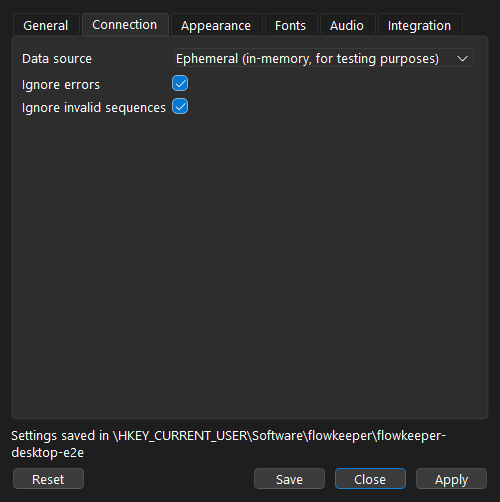 General Connection Appearance Fonts Audio Integration
Data source Ephemeral (in-memory, for testing purposes)
Ignore errors
Ignore invalid sequences
Settings saved in \HKEY_CURRENT_USER\Software\flowkeeper\flowkeeper-
desktop-e2e
Reset Save Close Apply